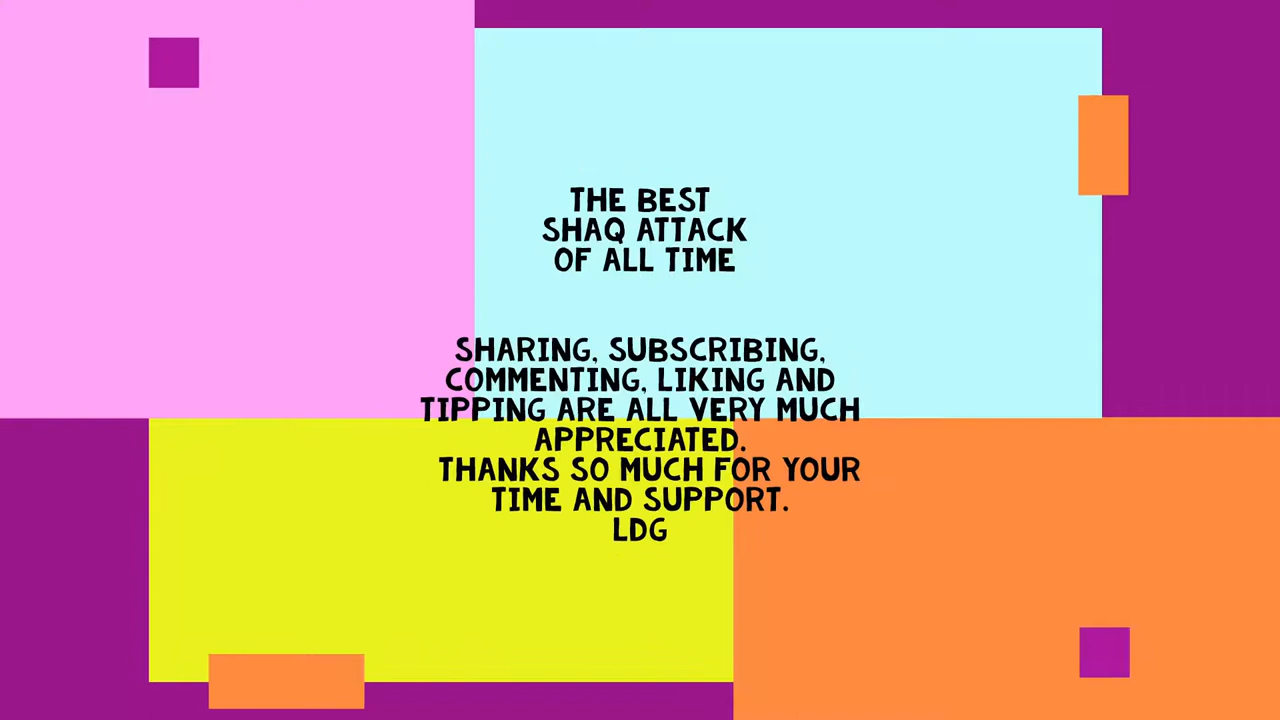 THE BEST
SHAQ ATTACK
OF ALL TIME
SHARING, SUBSCRIBING,
COMMENTING, LIKING AND
TIPPING ARE ALL VERY MUCH
APPRECIATED.
THANKS SO MUCH FOR YOUR
TIME AND SUPPORT.
LDG